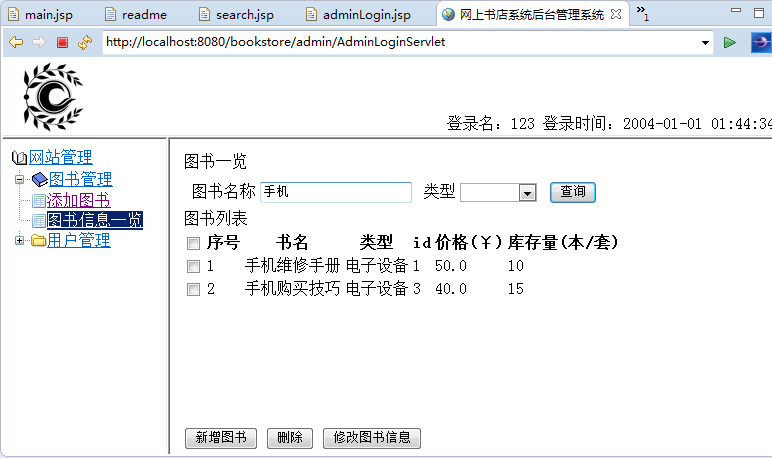 main.jsp readme search.jsp adminLogin.jsp 网上书店系统后台管理系统 1
http://localhost:8080/bookstore/admin/AdminLoginServlet
登录名: 123 登录时间: 2004-01-01 01:44:34
网站管理
图书管理
添加图书
图书信息一览
用户管理
图书一览
图书名称 手机 类型 查询
图书列表
序号 书名 类型 id 价格(¥) 库存量(本/套)
1 手机维修手册 电子设备 1 50.0 10
2 手机购买技巧 电子设备 3 40.0 15
新增图书 删除 修改图书信息